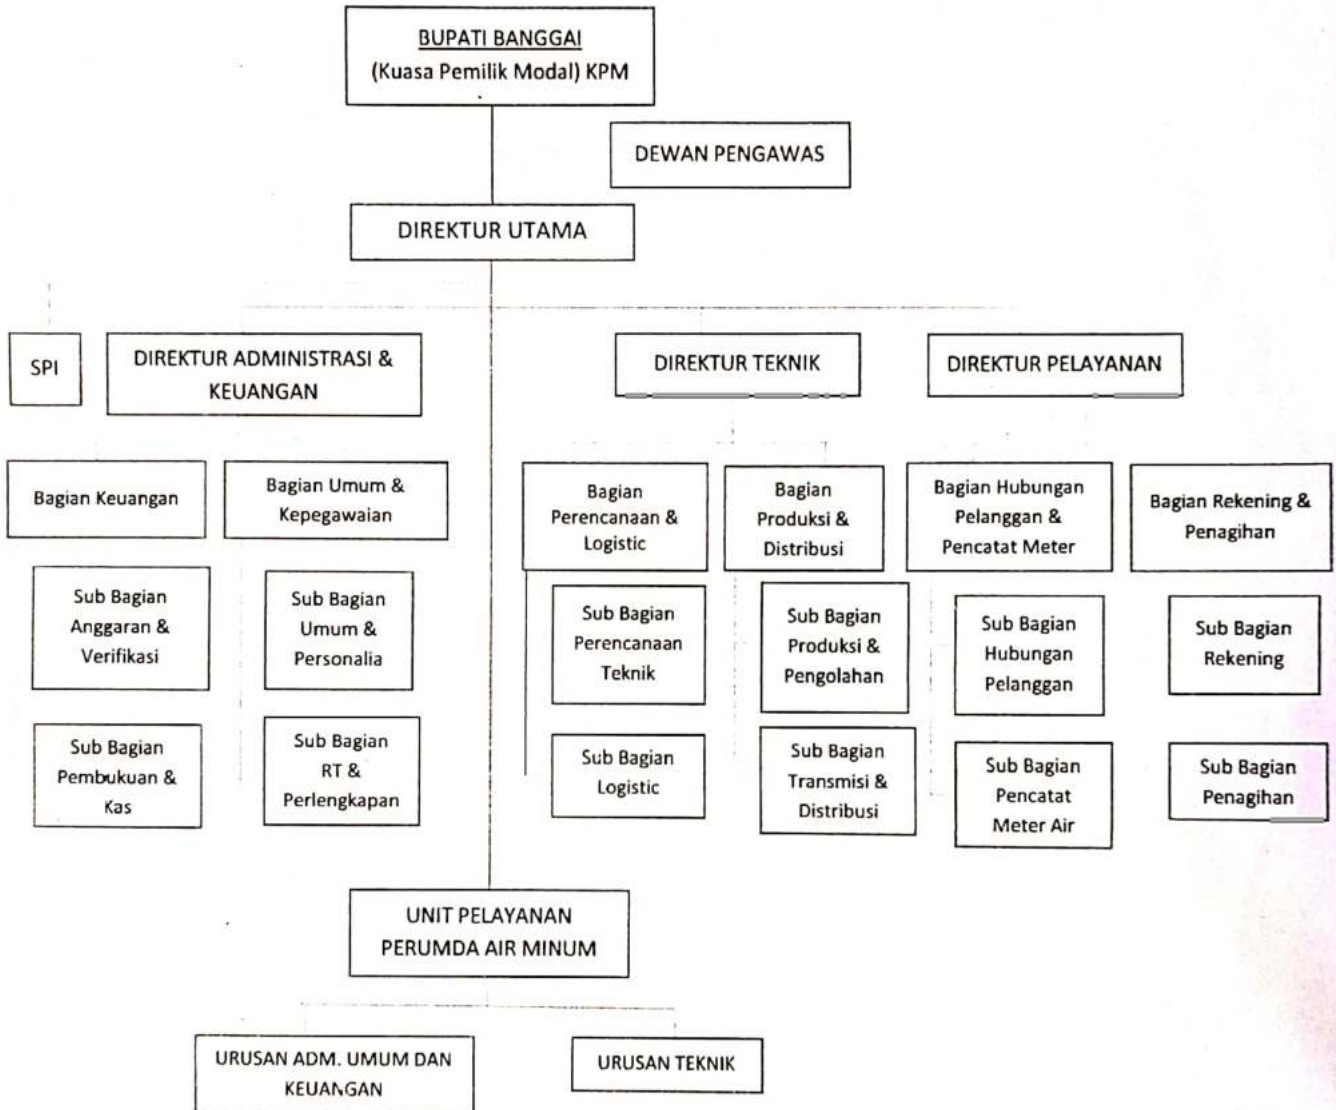 BUPATI BANGGAI
(Kuasa Pemilik Modal) KPM
DEWAN PENGAWAS
DIREKTUR UTAMA
SPI
DIREKTUR ADMINISTRASI &
KEUANGAN
DIREKTUR TEKNIK
DIREKTUR PELAYANAN
Bagian Keuangan
Bagian Umum &
Kepegawaian
Bagian
Perencanaan &
Logistic
Bagian
Produksi &
Distribusi
Bagian Hubungan
Pelanggan &
Pencatat Meter
Bagian Rekening &
Penagihan
Sub Bagian
Anggaran &
Verifikasi
Sub Bagian
Umum &
Personalia
Sub Bagian
Perencanaan
Teknik
Sub Bagian
Produksi &
Pengolahan
Sub Bagian
Hubungan
Pelanggan
Sub Bagian
Rekening
Sub Bagian
Pembukuan &
Kas
Sub Bagian
RT &
Perlengkapan
Sub Bagian
Logistic
Sub Bagian
Transmisi &
Distribusi
Sub Bagian
Pencatat
Meter Air
Sub Bagian
Penagihan
UNIT PELAYANAN
PERUMDA AIR MINUM
URUSAN ADM. UMUM DAN
KEUANGAN
URUSAN TEKNIK